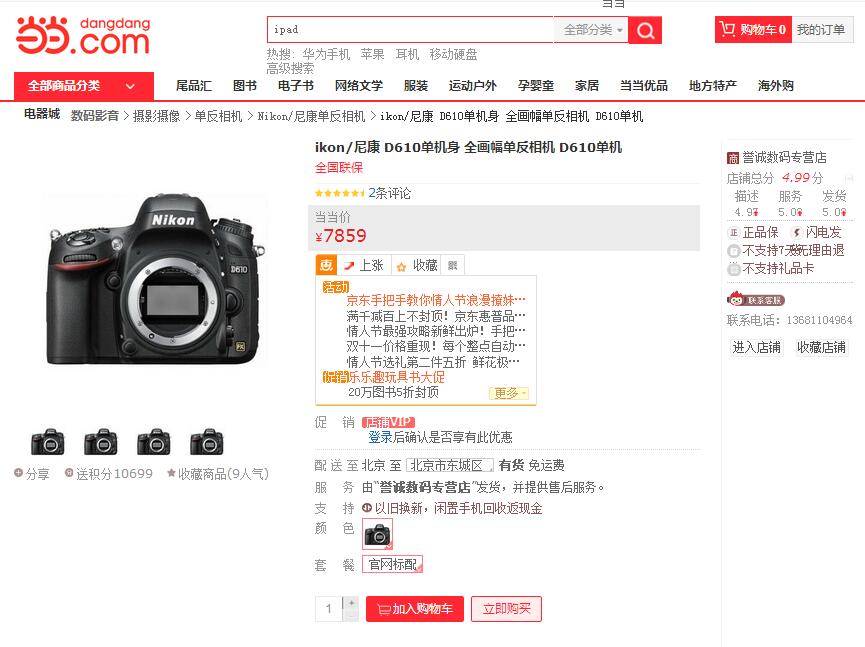 当当
当当. dangdang .com
ipad 全部分类
购物车 0 我的订单
热搜: 华为手机 苹果 耳机 移动硬盘
高级搜索
全部商品分类 尾品汇 图书 电子书 网络文学 服装 运动户外 孕婴童 家居 当当优品 地方特产 海外购
电器城 数码影音 > 摄影摄像 > 单反相机 > Nikon/尼康单反相机 > ikon/尼康 D610单机身 全画幅单反相机 D610单机
ikon/尼康 D610单机身 全画幅单反相机 D610单机
全国联保
2条评论
当当价
¥7859
惠 上涨 收藏
活动
京东手把手教你情人节浪漫撩妹…
满千减百上不封顶! 京东惠普品…
情人节最强攻略新鲜出炉! 手把…
双十一价格重现! 每个整点自动…
情人节选礼第二件五折 鲜花极…
促销 乐乐趣玩具书大促
20万图书5折封顶
更多
Nikon
D610
FX
分享 送积分10699 收藏商品(9人气)
促 销 店铺VIP
登录后确认是否享有此优惠
配 送 至 北京 至 北京市东城区 有货 免运费
服 务 由“誉诚数码专营店”发货，并提供售后服务。
支 持 以旧换新，闲置手机回收返现金
颜 色
套 餐 官网标配
1 + 加入购物车 立即购买
商 誉诚数码专营店
店铺总分 4.99 分
描述 服务 发货
4.9 5.0 5.0
正 正品保 闪电发
不支持7天无理由退
不支持礼品卡
联系客服
联系电话: 13681104964
进入店铺 收藏店铺